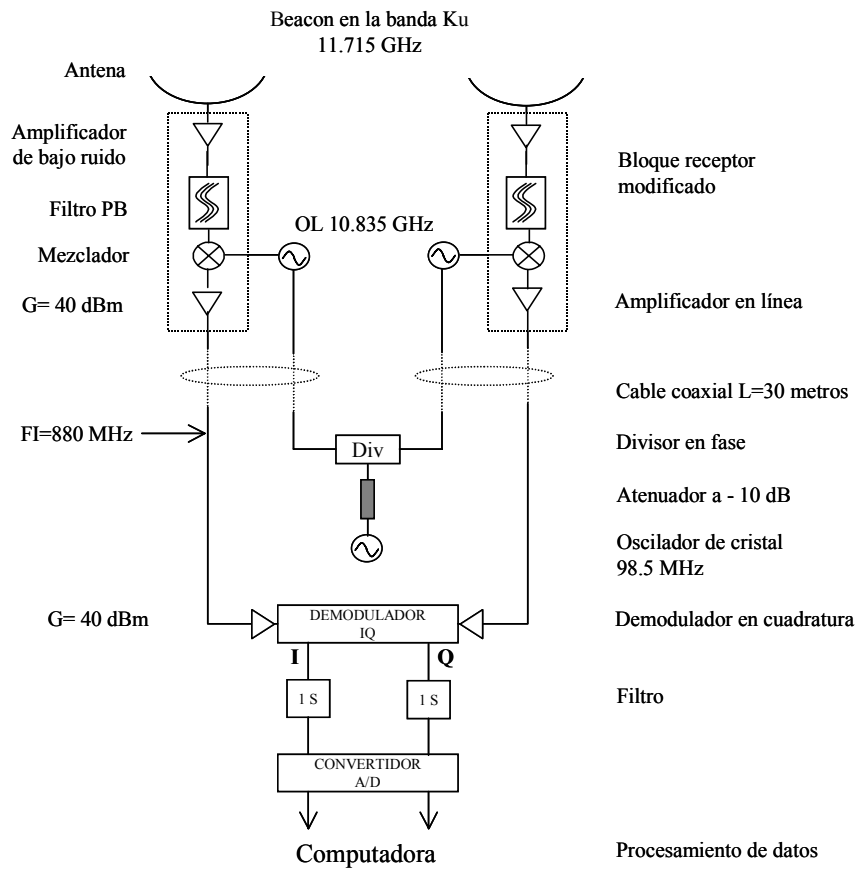 Beacon en la banda Ku
11.715 GHz
Antena
Amplificador
de bajo ruido
Bloque receptor
modificado
Filtro PB
OL 10.835 GHz
Mezclador
G= 40 dBm
Amplificador en línea
Cable coaxial L=30 metros
FI=880 MHz
Div
Divisor en fase
Atenuador a - 10 dB
Oscilador de cristal
98.5 MHz
G= 40 dBm
DEMODULADOR
IQ
Demodulador en cuadratura
I
Q
1 S
1 S
Filtro
CONVERTIDOR
A/D
Computadora
Procesamiento de datos